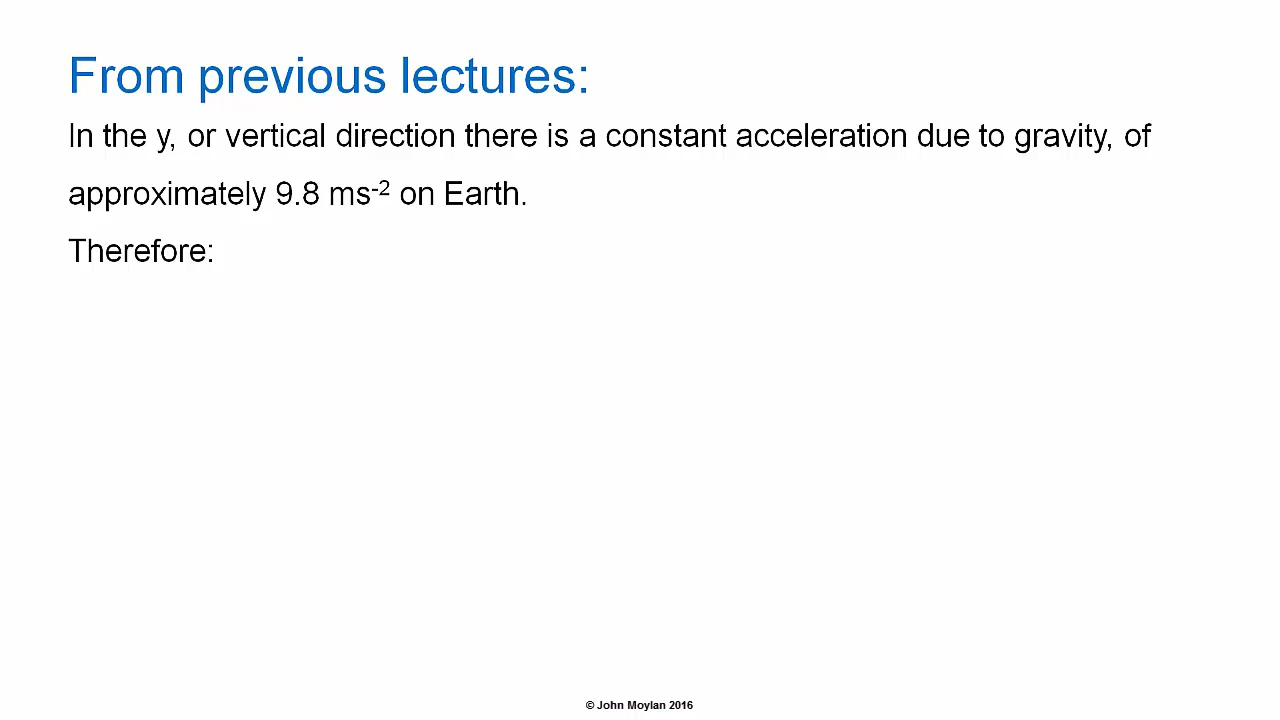 From previous lectures:
In the y, or vertical direction there is a constant acceleration due to gravity, of
approximately 9.8 ms⁻² on Earth.
Therefore:
© John Moylan 2016